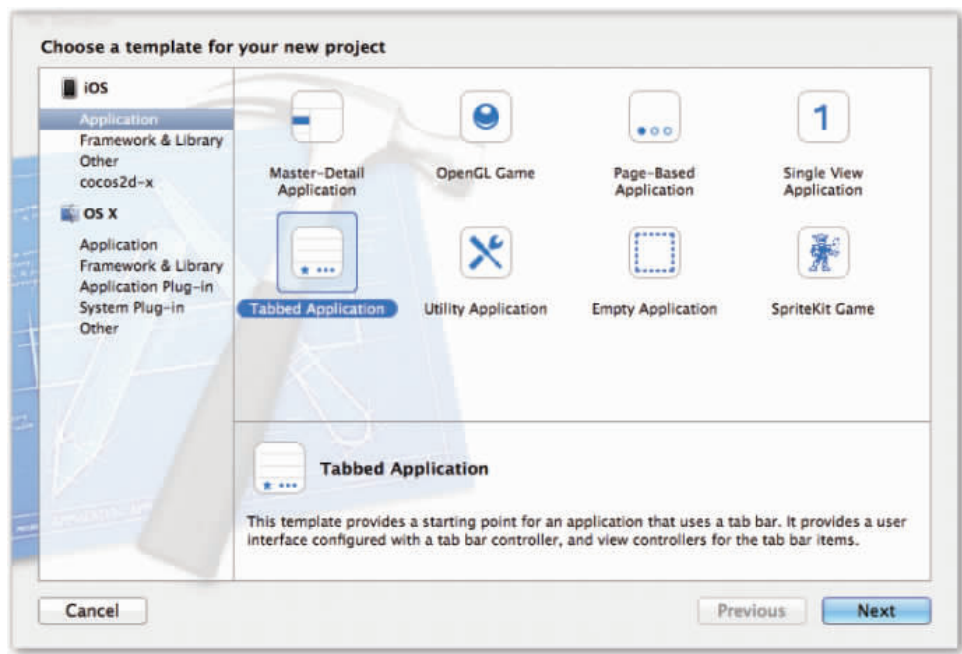 Choose a template for your new project
iOS
Application
Framework & Library
Other
cocos2d-x
OS X
Application
Framework & Library
Application Plug-in
System Plug-in
Other
Master-Detail
Application
OpenGL Game
Page-Based
Application
1
Single View
Application
Tabbed Application
Utility Application
Empty Application
SpriteKit Game
Tabbed Application
This template provides a starting point for an application that uses a tab bar. It provides a user
interface configured with a tab bar controller, and view controllers for the tab bar items.
Cancel
Previous
Next